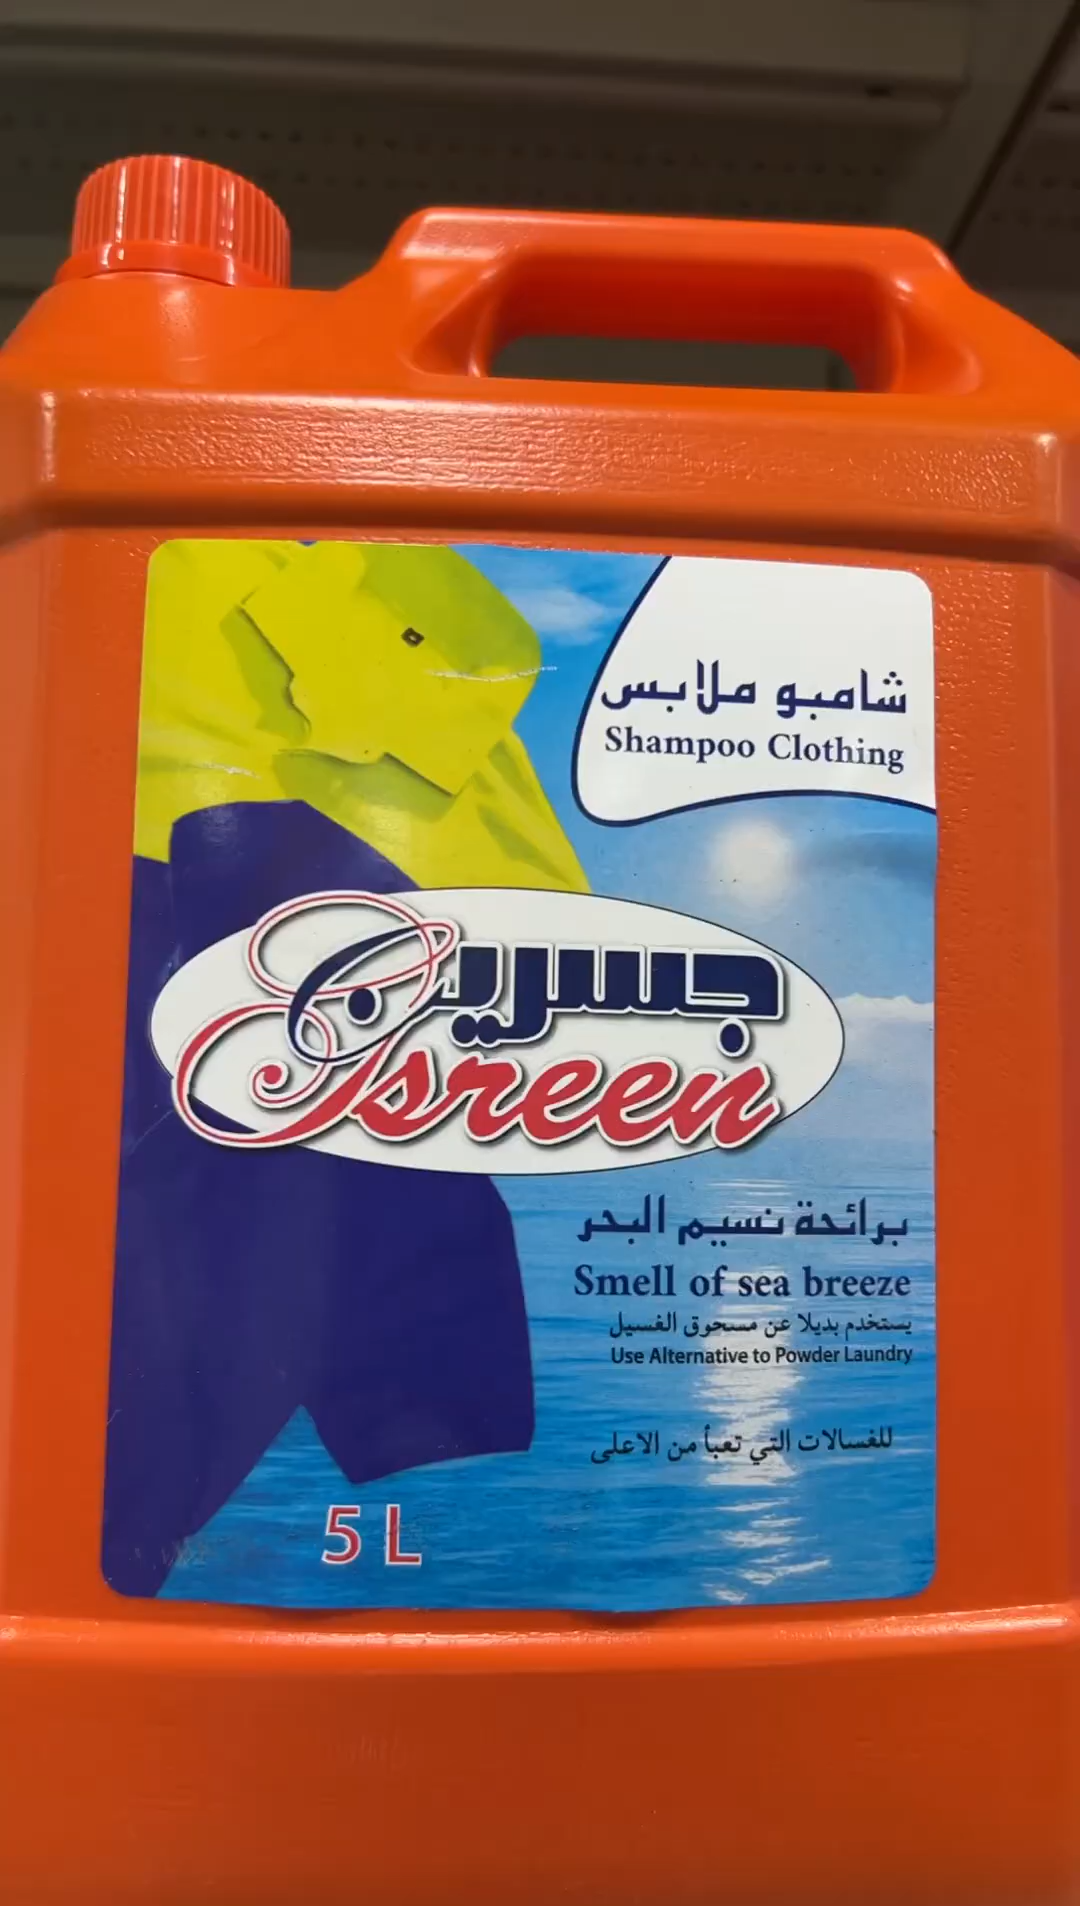 شامبو ملابس
Shampoo Clothing
جسرين
Gsreen
برائحة نسيم البحر
Smell of sea breeze
يستخدم بديلا عن مسحوق الغسيل
Use Alternative to Powder Laundry
للغسالات التي تعبأ من الاعلى
5 L